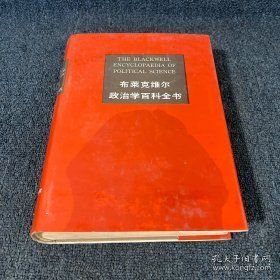 THE BLACKWELL
ENCYCLOPAEDIA OF
POLITICAL SCIENCE
布莱克维尔
政治学百科全书
孔夫子旧书网